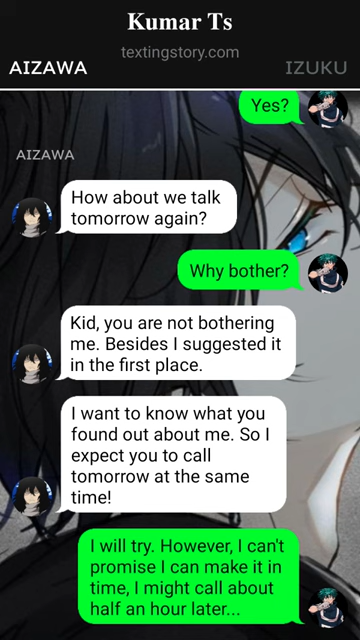 Kumar Ts
textingstory.com
AIZAWA
IZUKU
Yes?
AIZAWA
How about we talk
tomorrow again?
Why bother?
Kid, you are not bothering
me. Besides I suggested it
in the first place.
I want to know what you
found out about me. So I
expect you to call
tomorrow at the same
time!
I will try. However, I can't
promise I can make it in
time, I might call about
half an hour later...